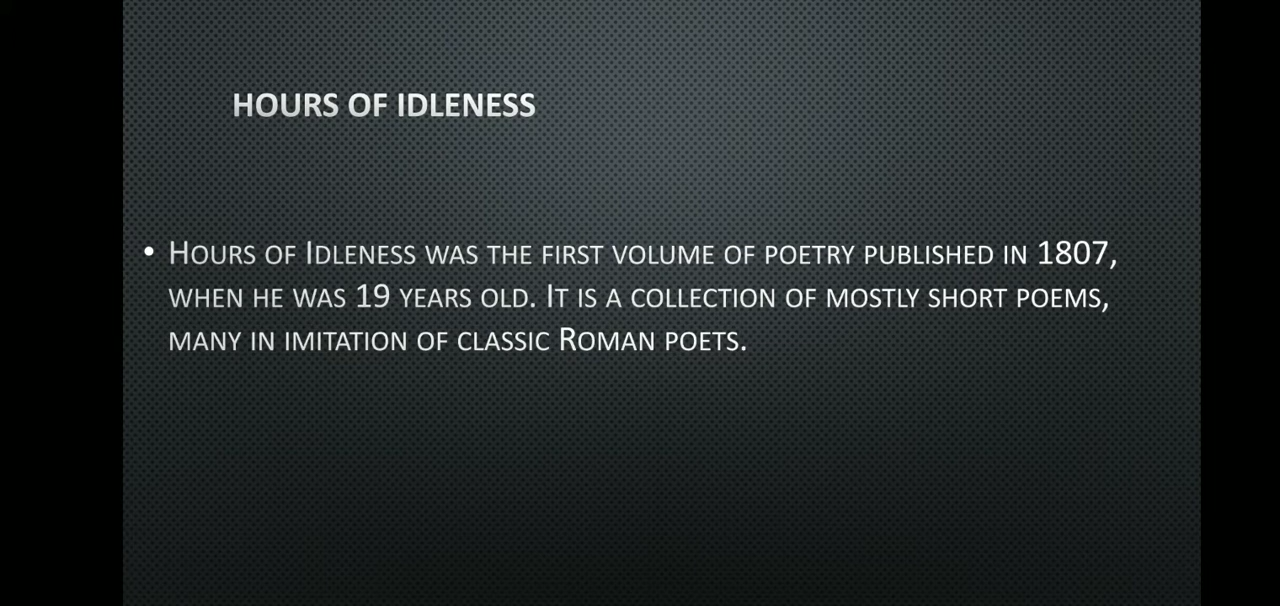 HOURS OF IDLENESS
• HOURS OF IDLENESS WAS THE FIRST VOLUME OF POETRY PUBLISHED IN 1807,
WHEN HE WAS 19 YEARS OLD. IT IS A COLLECTION OF MOSTLY SHORT POEMS,
MANY IN IMITATION OF CLASSIC ROMAN POETS.